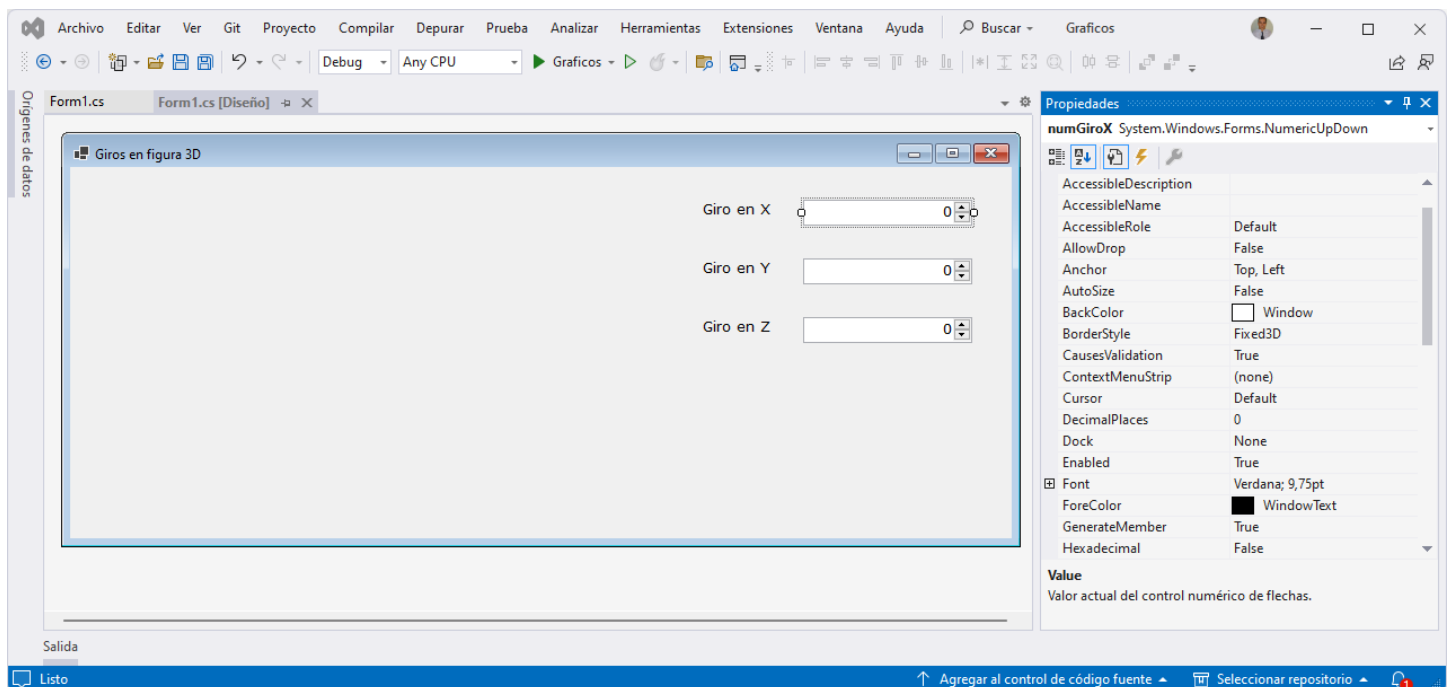 Archivo Editar Ver Git Proyecto Compilar Depurar Prueba Analizar Herramientas Extensiones Ventana Ayuda Buscar Graficos
Debug Any CPU Graficos
Orígenes de datos
Form1.cs Form1.cs [Diseño]
Giros en figura 3D
Giro en X 0
Giro en Y 0
Giro en Z 0
Propiedades
numGiroX System.Windows.Forms.NumericUpDown
AccessibleDescription
AccessibleName
AccessibleRole Default
AllowDrop False
Anchor Top, Left
AutoSize False
BackColor Window
BorderStyle Fixed3D
CausesValidation True
ContextMenuStrip (none)
Cursor Default
DecimalPlaces 0
Dock None
Enabled True
Font Verdana; 9,75pt
ForeColor WindowText
GenerateMember True
Hexadecimal False
Value
Valor actual del control numérico de flechas.
Salida
Listo Agregar al control de código fuente Seleccionar repositorio 1